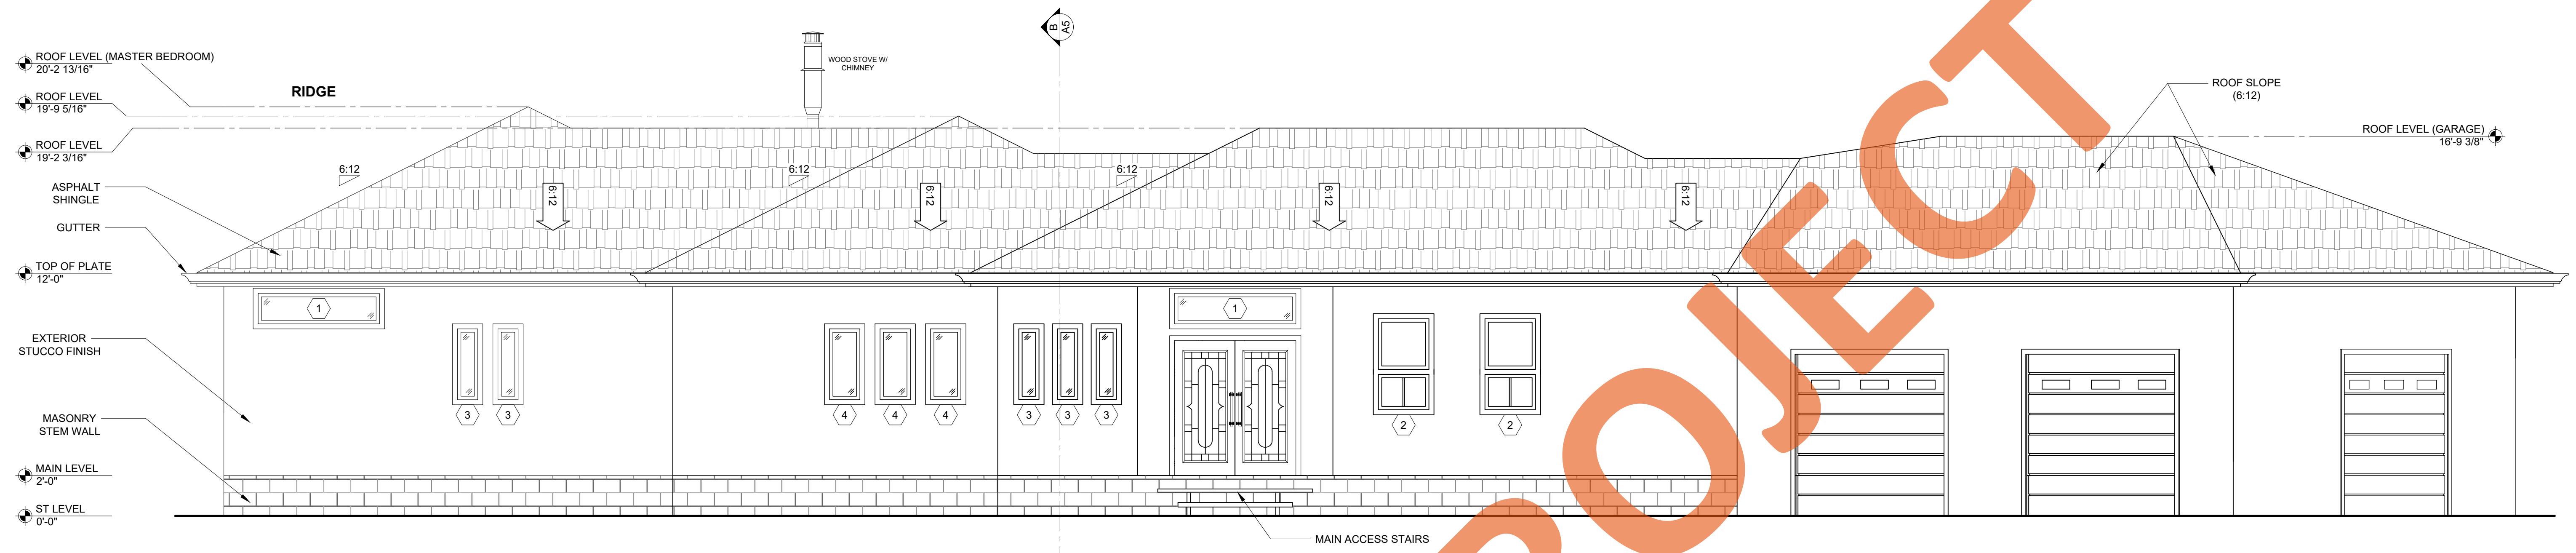 B
A5
ROOF LEVEL (MASTER BEDROOM)
20'-2 13/16"
WOOD STOVE W/
CHIMNEY
RIDGE
ROOF SLOPE
(6:12)
ROOF LEVEL
19'-9 5/16"
ROOF LEVEL (GARAGE)
16'-9 3/8"
ROOF LEVEL
19'-2 3/16"
6:12
6:12
6:12
6:12
6:12
6:12
6:12
ASPHALT
SHINGLE
GUTTER
TOP OF PLATE
12'-0"
1
1
EXTERIOR
STUCCO FINISH
3
3
4
4
4
3
3
3
2
2
MASONRY
STEM WALL
MAIN LEVEL
2'-0"
ST LEVEL
0'-0"
MAIN ACCESS STAIRS
OJECT